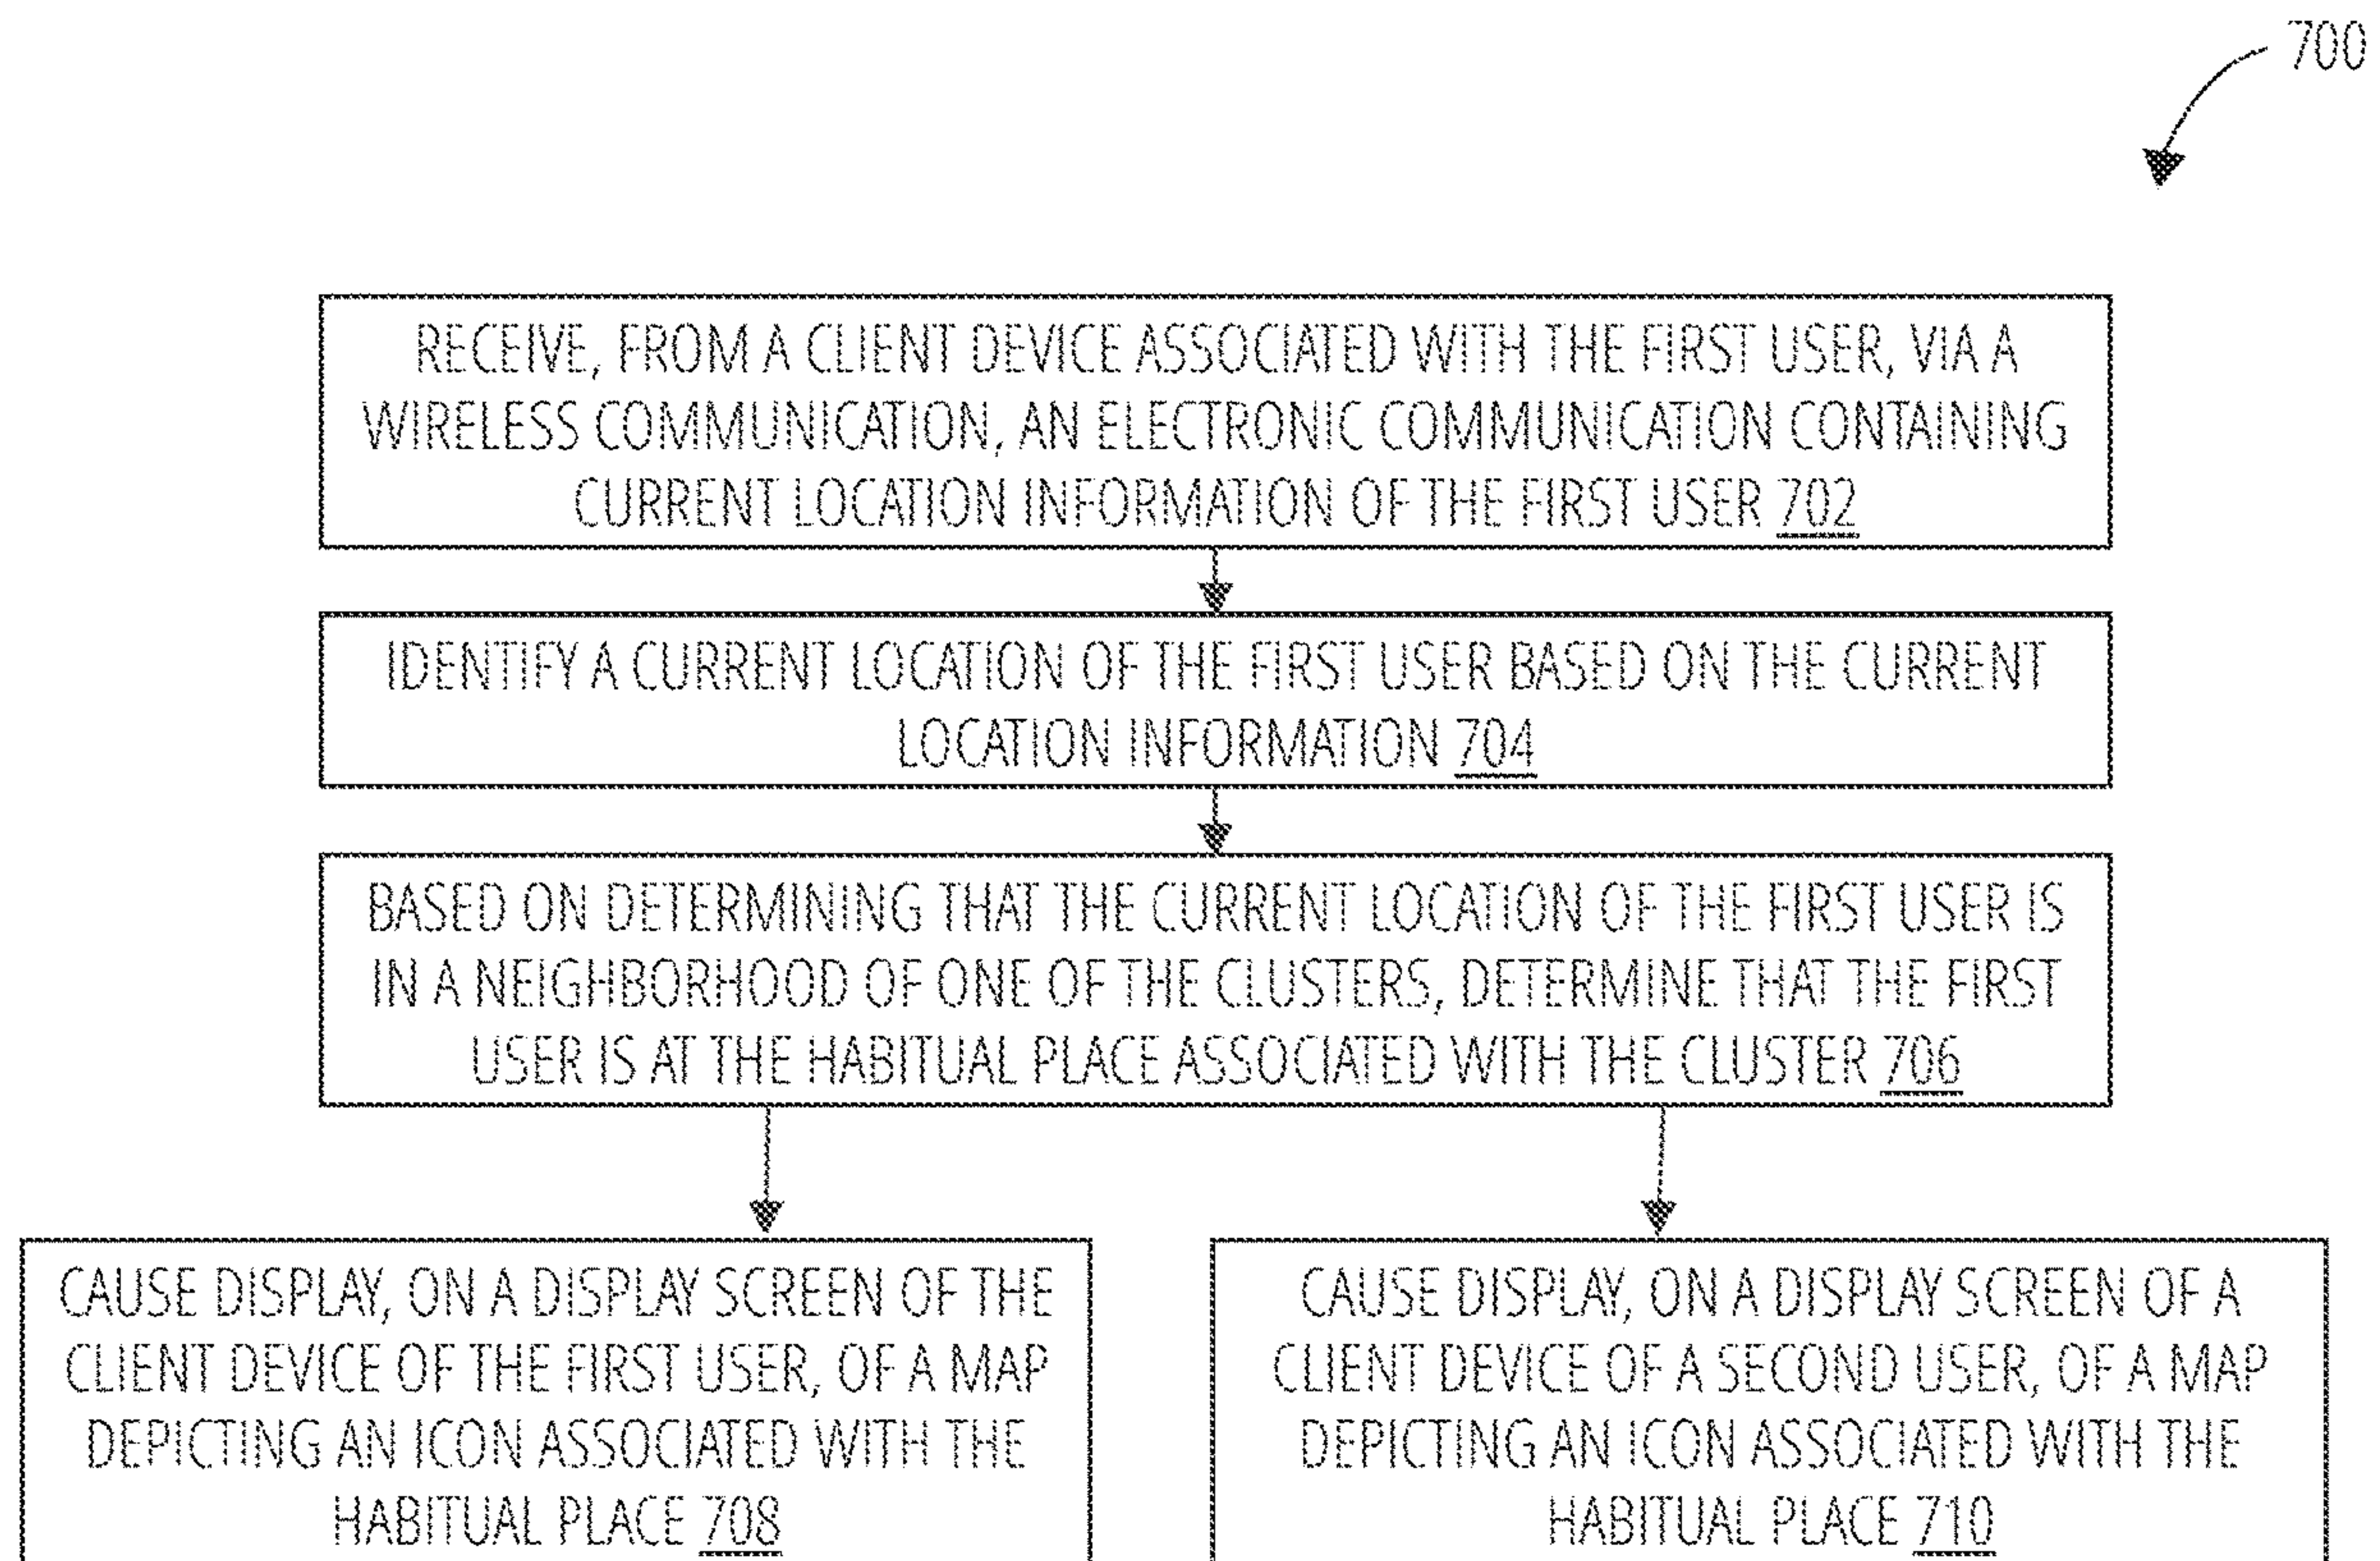 700
RECEIVE, FROM A CLIENT DEVICE ASSOCIATED WITH THE FIRST USER, VIA A
WIRELESS COMMUNICATION, AN ELECTRONIC COMMUNICATION CONTAINING
CURRENT LOCATION INFORMATION OF THE FIRST USER 702
IDENTIFY A CURRENT LOCATION OF THE FIRST USER BASED ON THE CURRENT
LOCATION INFORMATION 704
BASED ON DETERMINING THAT THE CURRENT LOCATION OF THE FIRST USER IS
IN A NEIGHBORHOOD OF ONE OF THE CLUSTERS, DETERMINE THAT THE FIRST
USER IS AT THE HABITUAL PLACE ASSOCIATED WITH THE CLUSTER 706
CAUSE DISPLAY, ON A DISPLAY SCREEN OF THE
CLIENT DEVICE OF THE FIRST USER, OF A MAP
DEPICTING AN ICON ASSOCIATED WITH THE
HABITUAL PLACE 708
CAUSE DISPLAY, ON A DISPLAY SCREEN OF A
CLIENT DEVICE OF A SECOND USER, OF A MAP
DEPICTING AN ICON ASSOCIATED WITH THE
HABITUAL PLACE 710